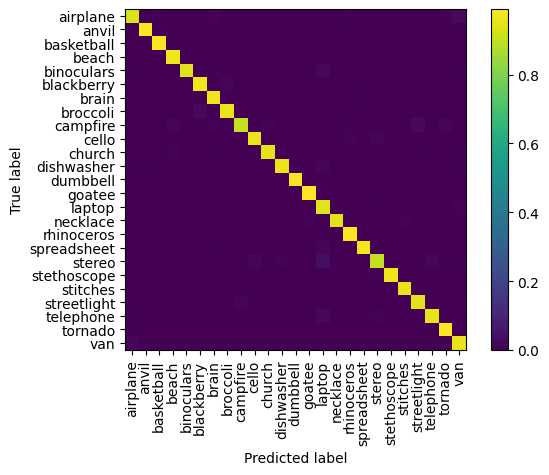 True label
airplane
anvil
basketball
beach
binoculars
blackberry
brain
broccoli
campfire
cello
church
dishwasher
dumbbell
goatee
laptop
necklace
rhinoceros
spreadsheet
stereo
stethoscope
stitches
streetlight
telephone
tornado
van
airplane
anvil
basketball
beach
binoculars
blackberry
brain
broccoli
campfire
cello
church
dishwasher
dumbbell
goatee
laptop
necklace
rhinoceros
spreadsheet
stereo
stethoscope
stitches
streetlight
telephone
tornado
van
Predicted label
0.8
0.6
0.4
0.2
0.0